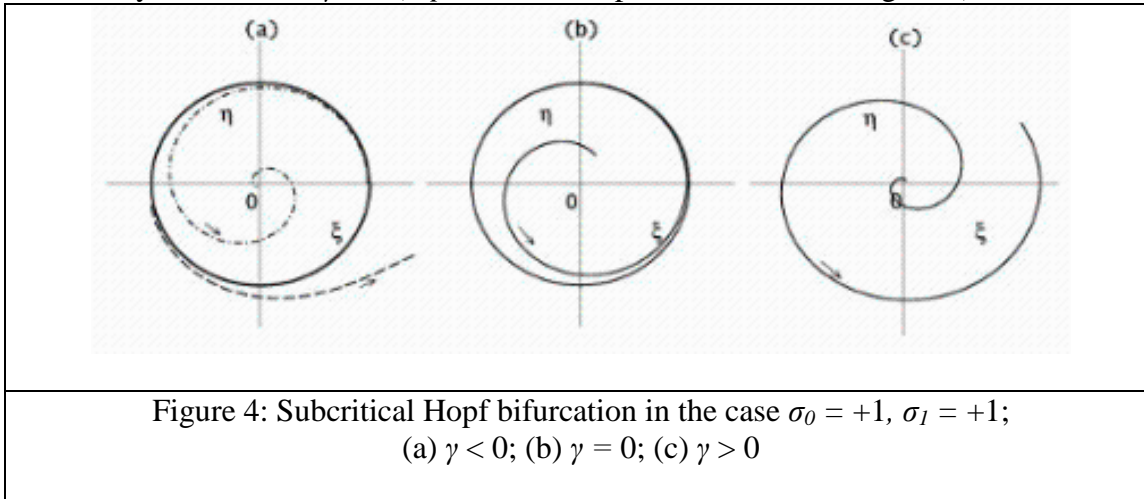 (a) (b) (c)
η η η
0 0 0
ξ ξ ξ
Figure 4: Subcritical Hopf bifurcation in the case σ0 = +1, σ1 = +1;
(a) γ < 0; (b) γ = 0; (c) γ > 0